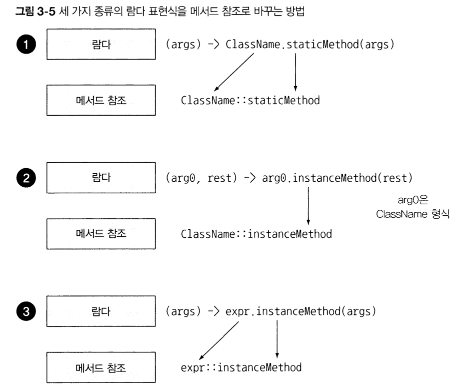 그림 3-5 세 가지 종류의 람다 표현식을 메서드 참조로 바꾸는 방법
1 람다 (args) -> ClassName.staticMethod(args)
메서드 참조 ClassName::staticMethod
2 람다 (arg0, rest) -> arg0.instanceMethod(rest)
arg0은
ClassName 형식
메서드 참조 ClassName::instanceMethod
3 람다 (args) -> expr.instanceMethod(args)
메서드 참조 expr::instanceMethod